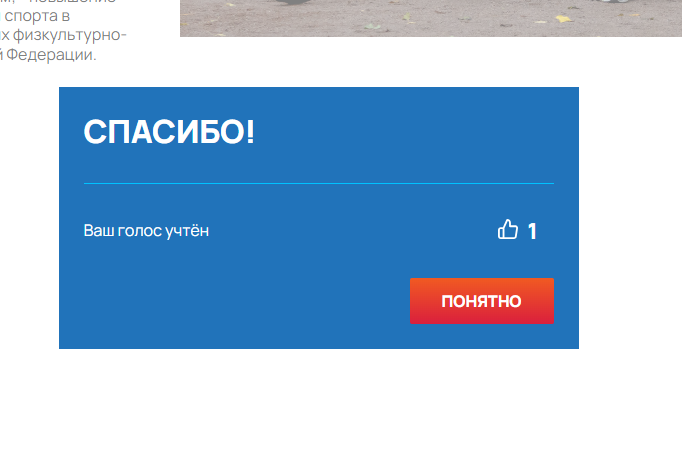 спорта в
физкультурно-
Федерации.
СПАСИБО!
Ваш голос учтён
1
ПОНЯТНО